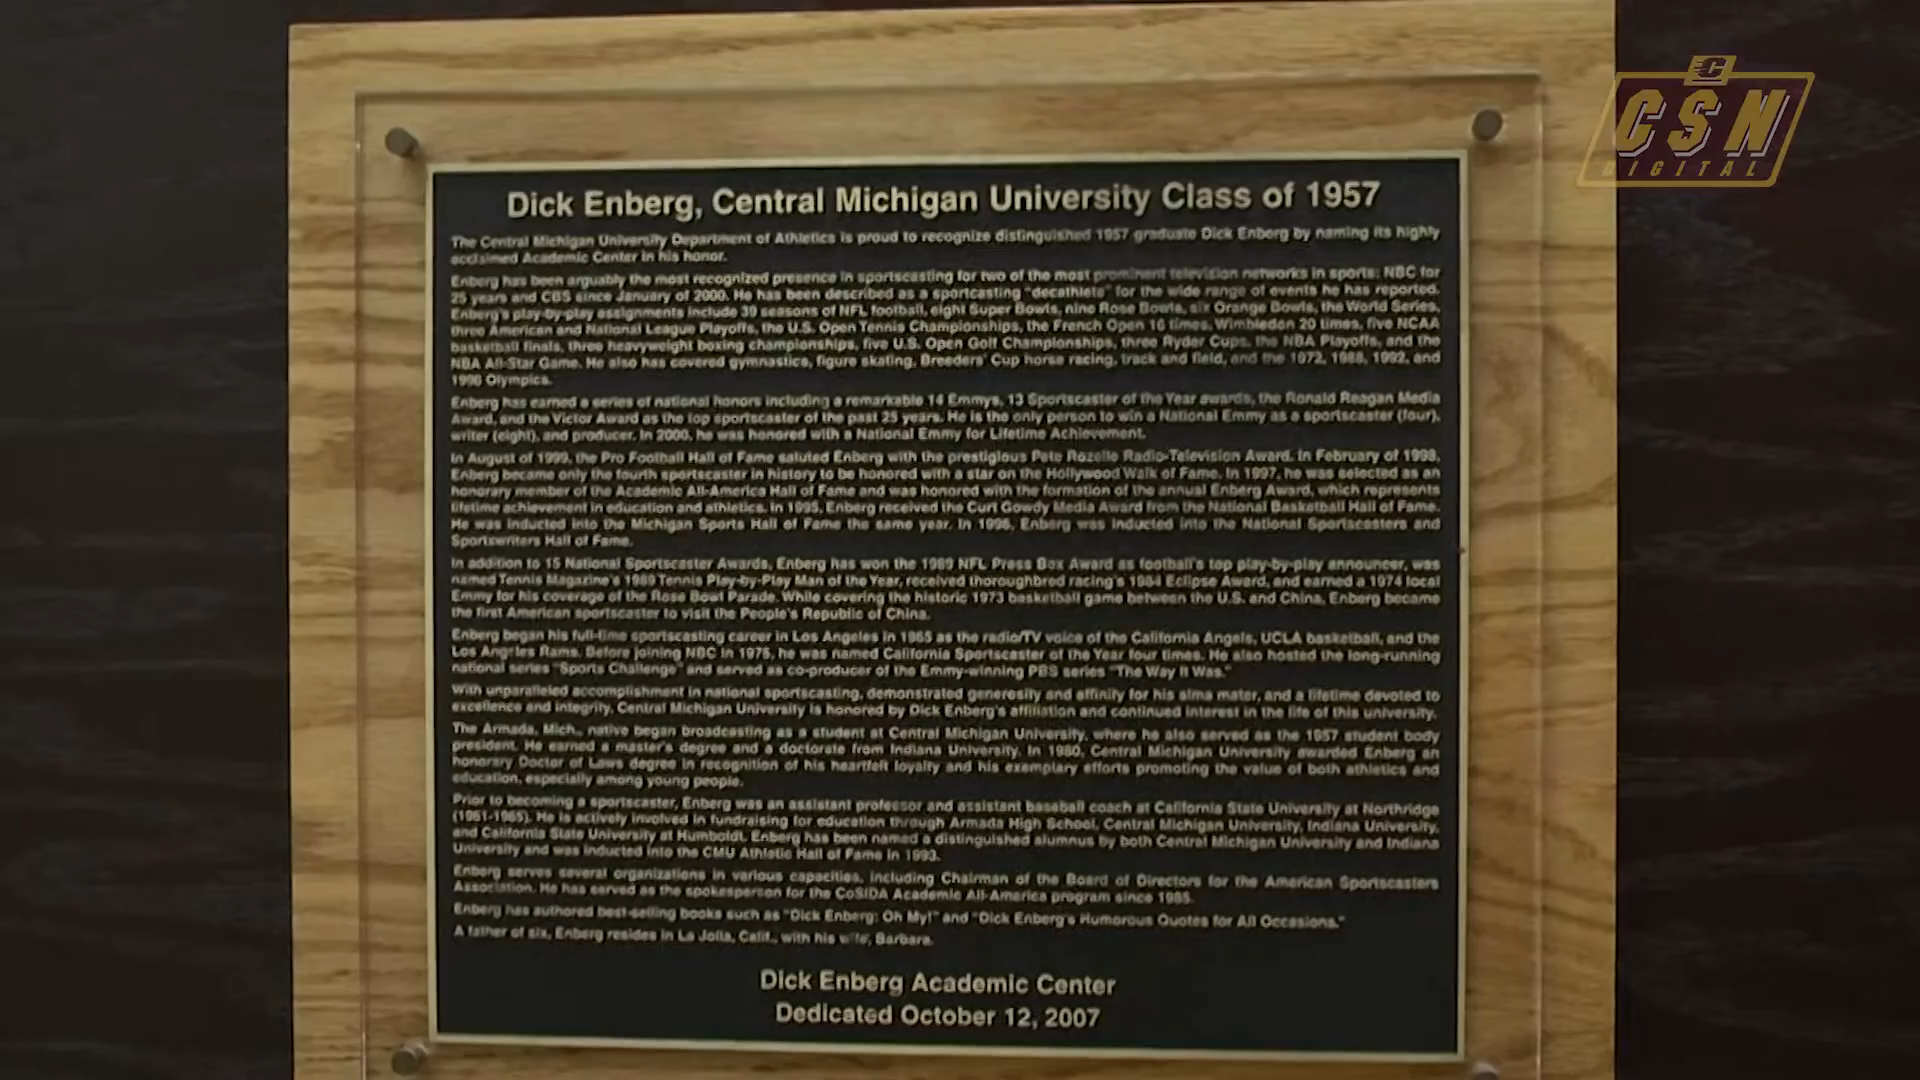 CSN
DIGITAL
Dick Enberg, Central Michigan University Class of 1957
The Central Michigan University Department of Athletics is proud to recognize distinguished 1957 graduate Dick Enberg by naming its highly
acclaimed Academic Center in his honor.
Enberg has been arguably the most recognized presence in sportscasting for two of the most prominent television networks in sports: NBC for
25 years and CBS since January of 2000. He has been described as a sportcasting "decathlete" for the wide range of events he has reported.
Enberg's play-by-play assignments include 39 seasons of NFL football, eight Super Bowls, nine Rose Bowls, six Orange Bowls, the World Series,
three American and National League Playoffs, the U.S. Open Tennis Championships, the French Open 16 times, Wimbledon 20 times, five NCAA
basketball finals, three heavyweight boxing championships, five U.S. Open Golf Championships, three Ryder Cups, the NBA Playoffs, and the
NBA All-Star Game. He also has covered gymnastics, figure skating, Breeders' Cup horse racing, track and field, and the 1972, 1988, 1992, and
1996 Olympics.
Enberg has earned a series of national honors including a remarkable 14 Emmys, 13 Sportscaster of the Year awards, the Ronald Reagan Media
Award, and the Victor Award as the top sportscaster of the past 25 years. He is the only person to win a National Emmy as a sportscaster (four),
writer (eight), and producer. In 2000, he was honored with a National Emmy for Lifetime Achievement.
In August of 1999, the Pro Football Hall of Fame saluted Enberg with the prestigious Pete Rozelle Radio-Television Award. In February of 1998,
Enberg became only the fourth sportscaster in history to be honored with a star on the Hollywood Walk of Fame. In 1997, he was selected as an
honorary member of the Academic All-America Hall of Fame and was honored with the formation of the annual Enberg Award, which represents
lifetime achievement in education and athletics. In 1995, Enberg received the Curt Gowdy Media Award from the National Basketball Hall of Fame.
He was inducted into the Michigan Sports Hall of Fame the same year. In 1996, Enberg was inducted into the National Sportscasters and
Sportswriters Hall of Fame.
In addition to 15 National Sportscaster Awards, Enberg has won the 1989 NFL Press Box Award as football's top play-by-play announcer, was
named Tennis Magazine's 1989 Tennis Play-by-Play Man of the Year, received thoroughbred racing's 1984 Eclipse Award, and earned a 1974 local
Emmy for his coverage of the Rose Bowl Parade. While covering the historic 1973 basketball game between the U.S. and China, Enberg became
the first American sportscaster to visit the People's Republic of China.
Enberg began his full-time sportscasting career in Los Angeles in 1965 as the radio/TV voice of the California Angels, UCLA basketball, and the
Los Angeles Rams. Before joining NBC in 1975, he was named California Sportscaster of the Year four times. He also hosted the long-running
national series "Sports Challenge" and served as co-producer of the Emmy-winning PBS series "The Way It Was."
With unparalleled accomplishment in national sportscasting, demonstrated generosity and affinity for his alma mater, and a lifetime devoted to
excellence and integrity, Central Michigan University is honored by Dick Enberg's affiliation and continued interest in the life of this university.
The Armada, Mich., native began broadcasting as a student at Central Michigan University, where he also served as the 1957 student body
president. He earned a master's degree and a doctorate from Indiana University. In 1980, Central Michigan University awarded Enberg an
honorary Doctor of Laws degree in recognition of his heartfelt loyalty and his exemplary efforts promoting the value of both athletics and
education, especially among young people.
Prior to becoming a sportscaster, Enberg was an assistant professor and assistant baseball coach at California State University at Northridge
(1961-1965). He is actively involved in fundraising for education through Armada High School, Central Michigan University, Indiana University,
and California State University at Humboldt. Enberg has been named a distinguished alumnus by both Central Michigan University and Indiana
University and was inducted into the CMU Athletic Hall of Fame in 1993.
Enberg serves several organizations in various capacities, including Chairman of the Board of Directors for the American Sportscasters
Association. He has served as the spokesperson for the CoSIDA Academic All-America program since 1985.
Enberg has authored best-selling books such as "Dick Enberg: Oh My!" and "Dick Enberg's Humorous Quotes for All Occasions."
A father of six, Enberg resides in La Jolla, Calif., with his wife, Barbara.
Dick Enberg Academic Center
Dedicated October 12, 2007